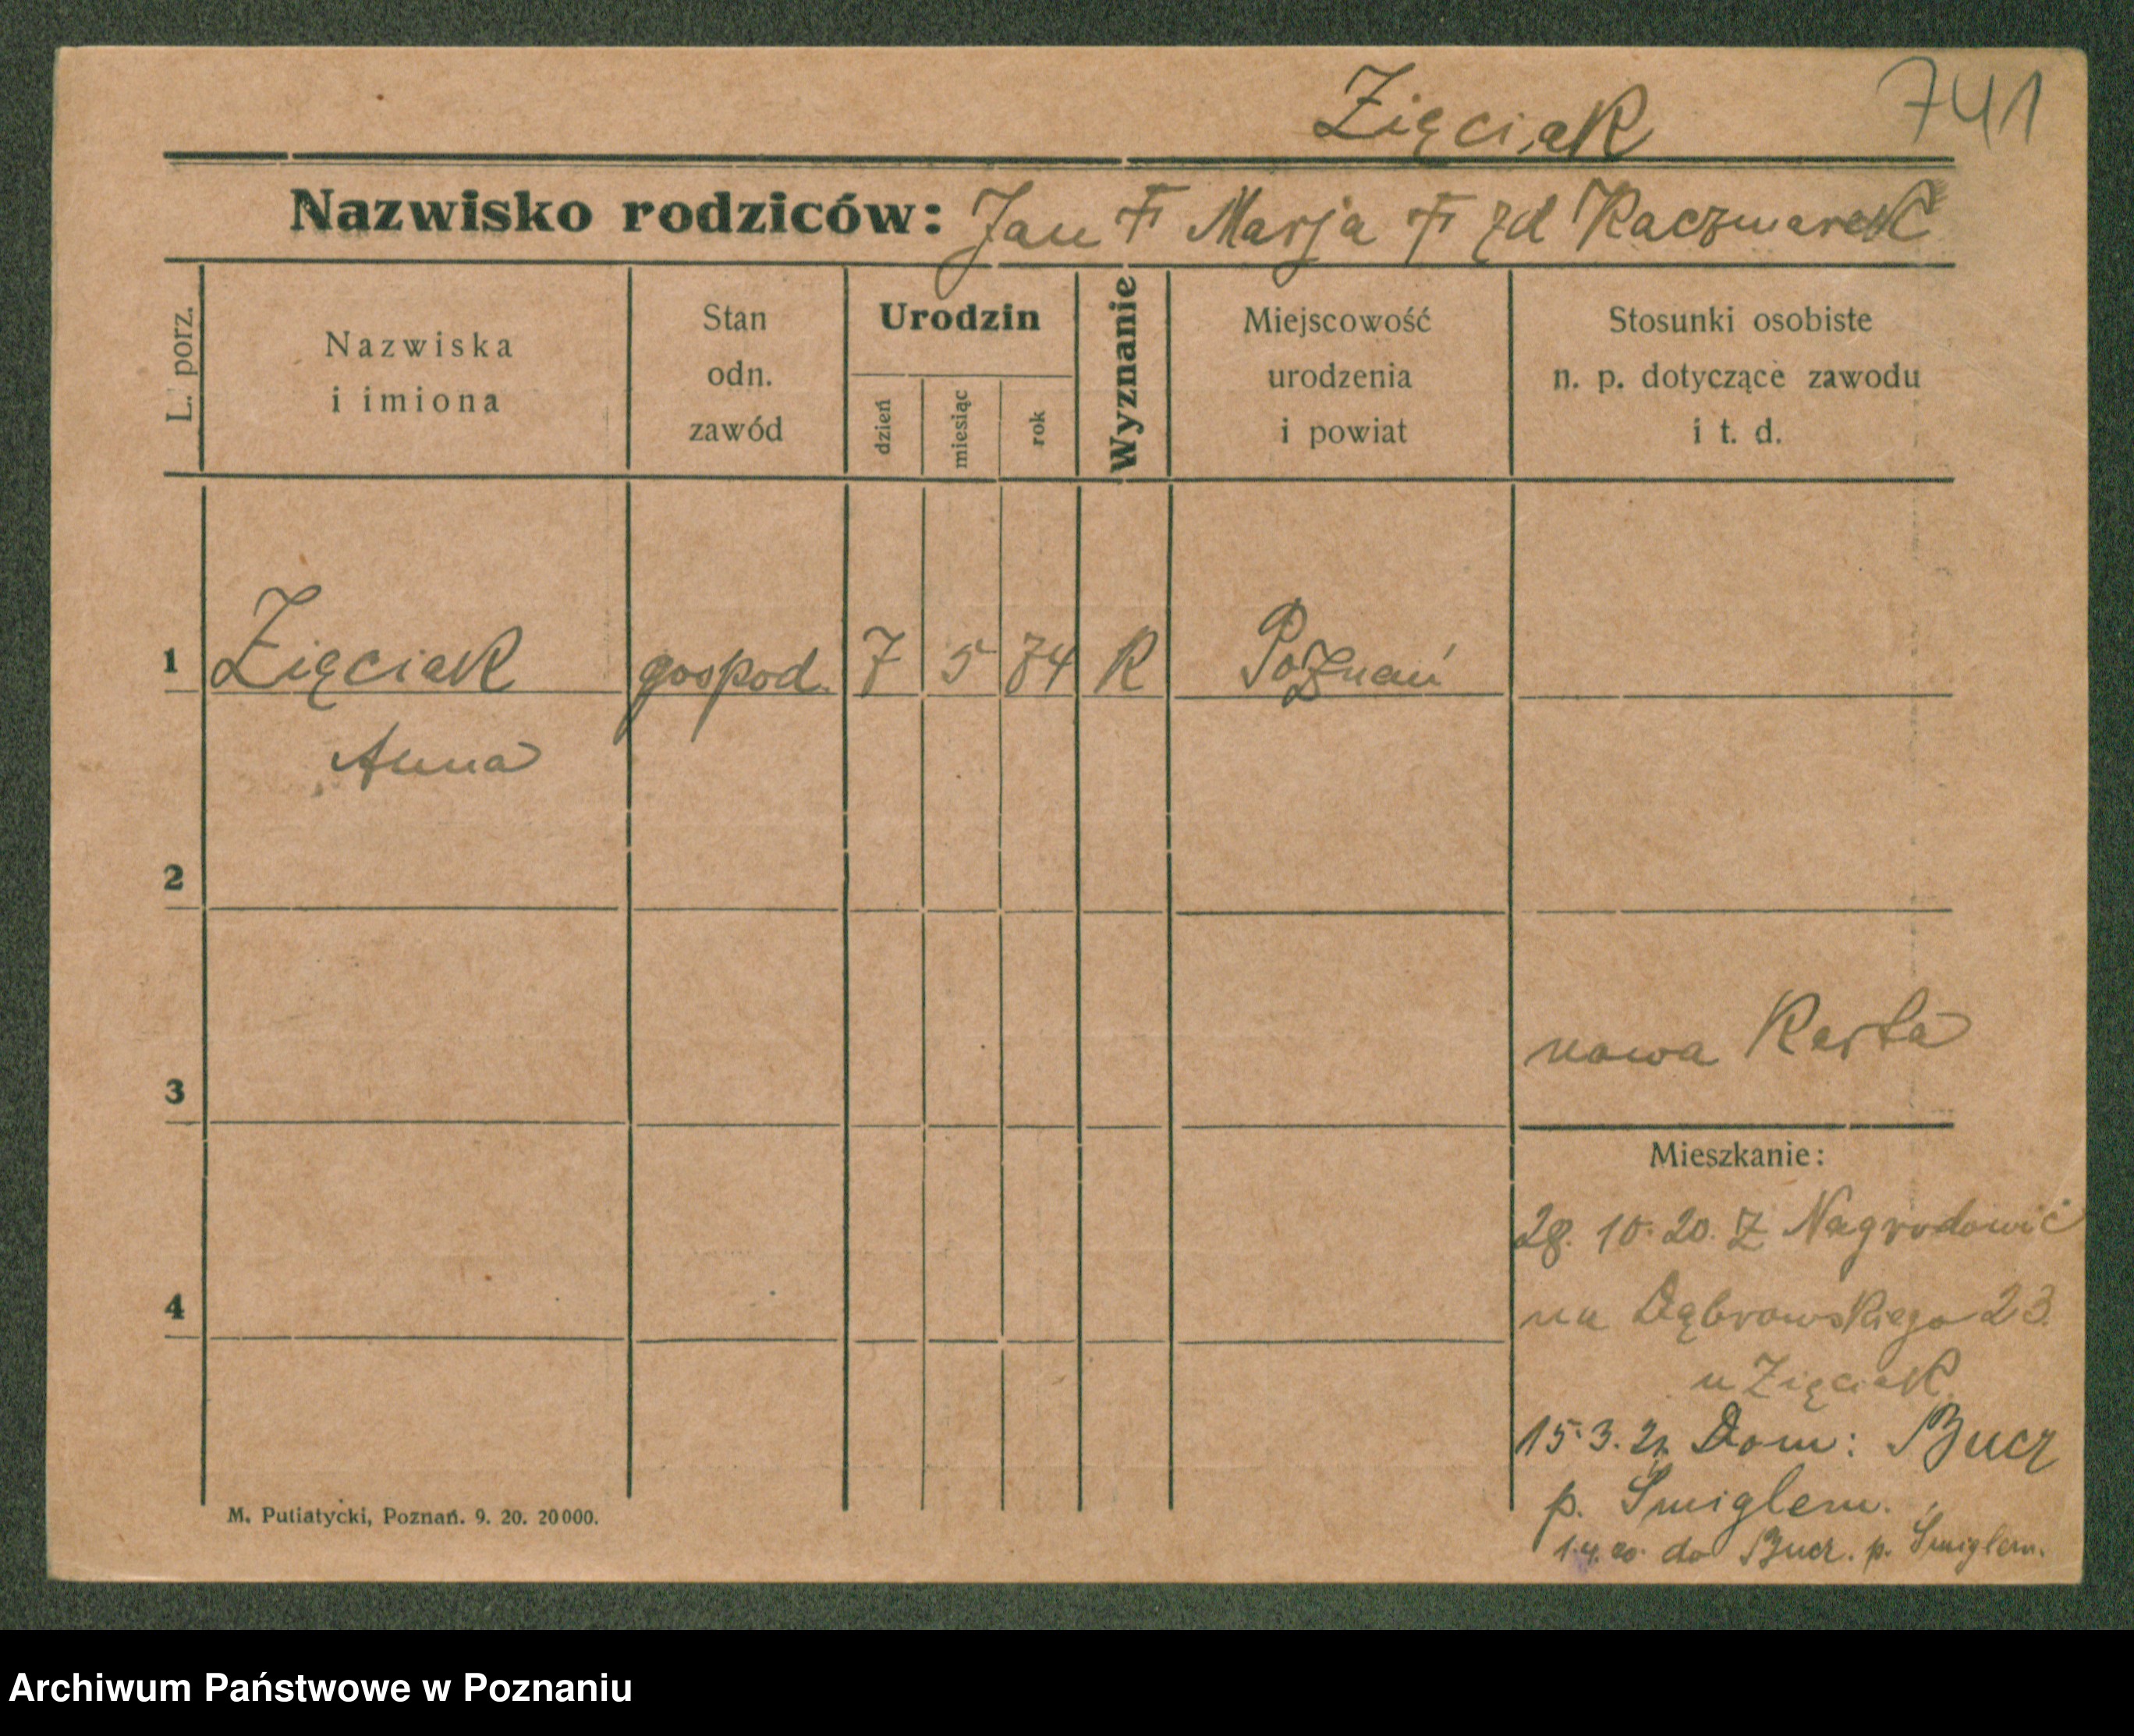 Zięciak 741
Nazwisko rodziców: Jan Ŧ Marja Ŧ zd Kaczmarek
L. porz.
Nazwiska
i imiona
Stan
odn.
zawód
Urodzin
dzień
miesiąc
rok
Wyznanie
Miejscowość
urodzenia
i powiat
Stosunki osobiste
n. p. dotyczące zawodu
i t. d.
1 Zięciak gospod. 7 5 74 R Poznań
Anna
2
3
nowa Karta
Mieszkanie:
28. 10. 20. Z Nagrodowic
na Dąbrowskiego 23.
u Zięciak
15.3.21. Dom: Bucz
p. Śmiglem.
do Bucz. p. Śmiglem.
4
M. Putiatycki, Poznań. 9. 20. 20000.
Archiwum Państwowe w Poznaniu